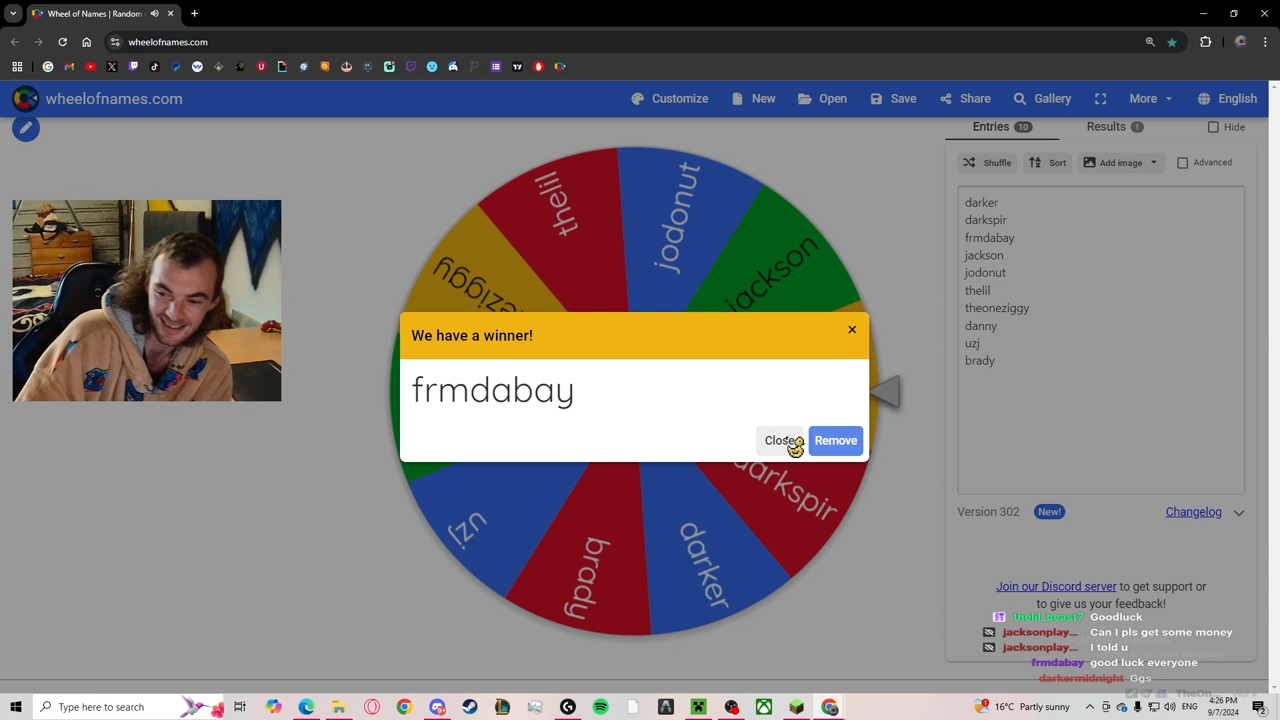 Wheel of Names | Random
wheelofnames.com
wheelofnames.com
Customize
New
Open
Save
Share
Gallery
More
English
Entries 10
Results 1
Hide
Shuffle
Sort
Add image
Advanced
darker
darkspir
frmdabay
jackson
jodonut
thelil
theoneziggy
danny
uzj
brady
thelil
jodonut
jackson
eziggy
We have a winner!
frmdabay
Close
Remove
darkspir
darker
brady
uzj
Version 302
New!
Changelog
Join our Discord server to get support or
to give us your feedback!
1thelil_beast7 Goodluck
jacksonplay... Can I pls get some money
jacksonplay... I told u
frmdabay good luck everyone
darkermidnight Ggs
Type here to search
16°C Partly sunny
ENG
4:26 PM
9/7/2024